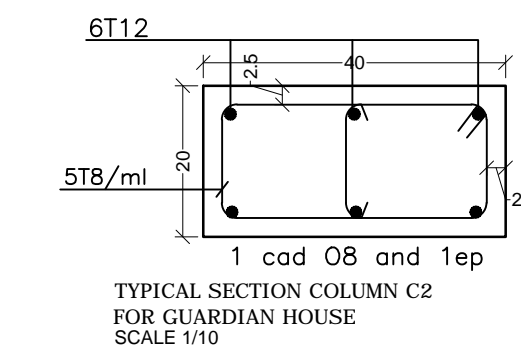 6T12
40
2.5
20
5T8/ml
2
1 cad O8 and 1ep
TYPICAL SECTION COLUMN C2
FOR GUARDIAN HOUSE
SCALE 1/10